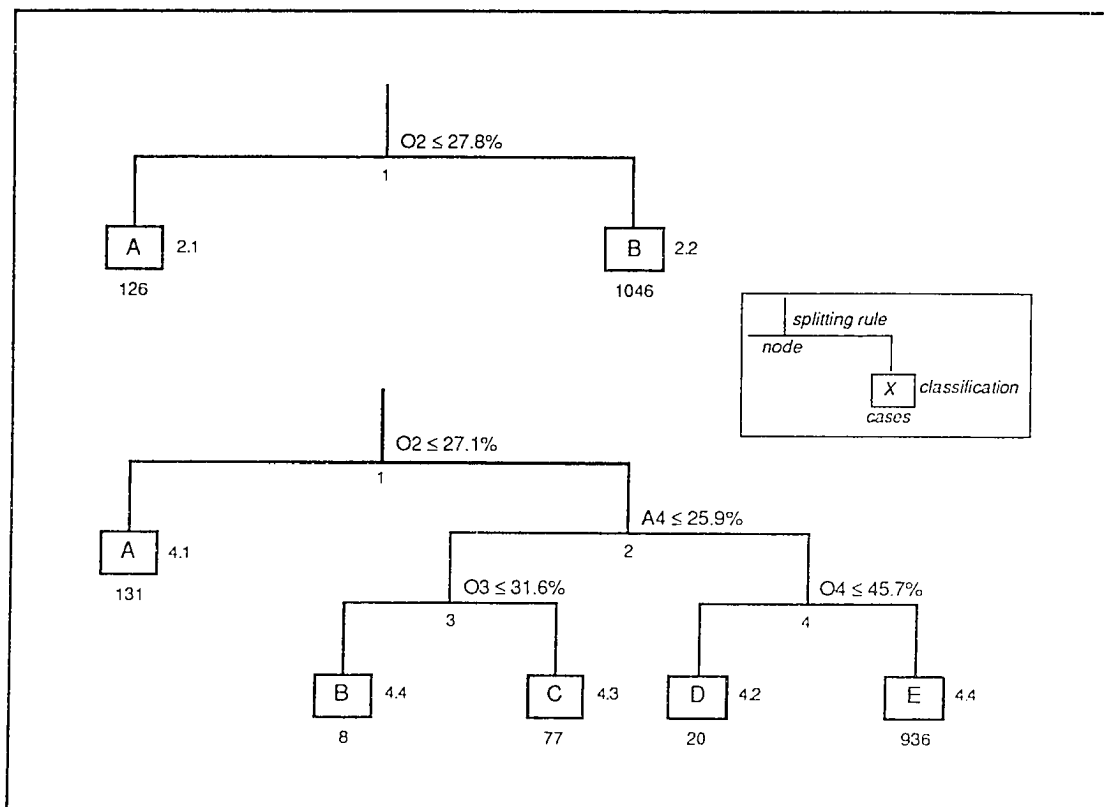 O2 ≤ 27.8%
1
A 2.1
B 2.2
126
1046
splitting rule
node
X classification
cases
O2 ≤ 27.1%
1
A4 ≤ 25.9%
A 4.1
2
131
O3 ≤ 31.6%
O4 ≤ 45.7%
3
4
B 4.4
C 4.3
D 4.2
E 4.4
8
77
20
936